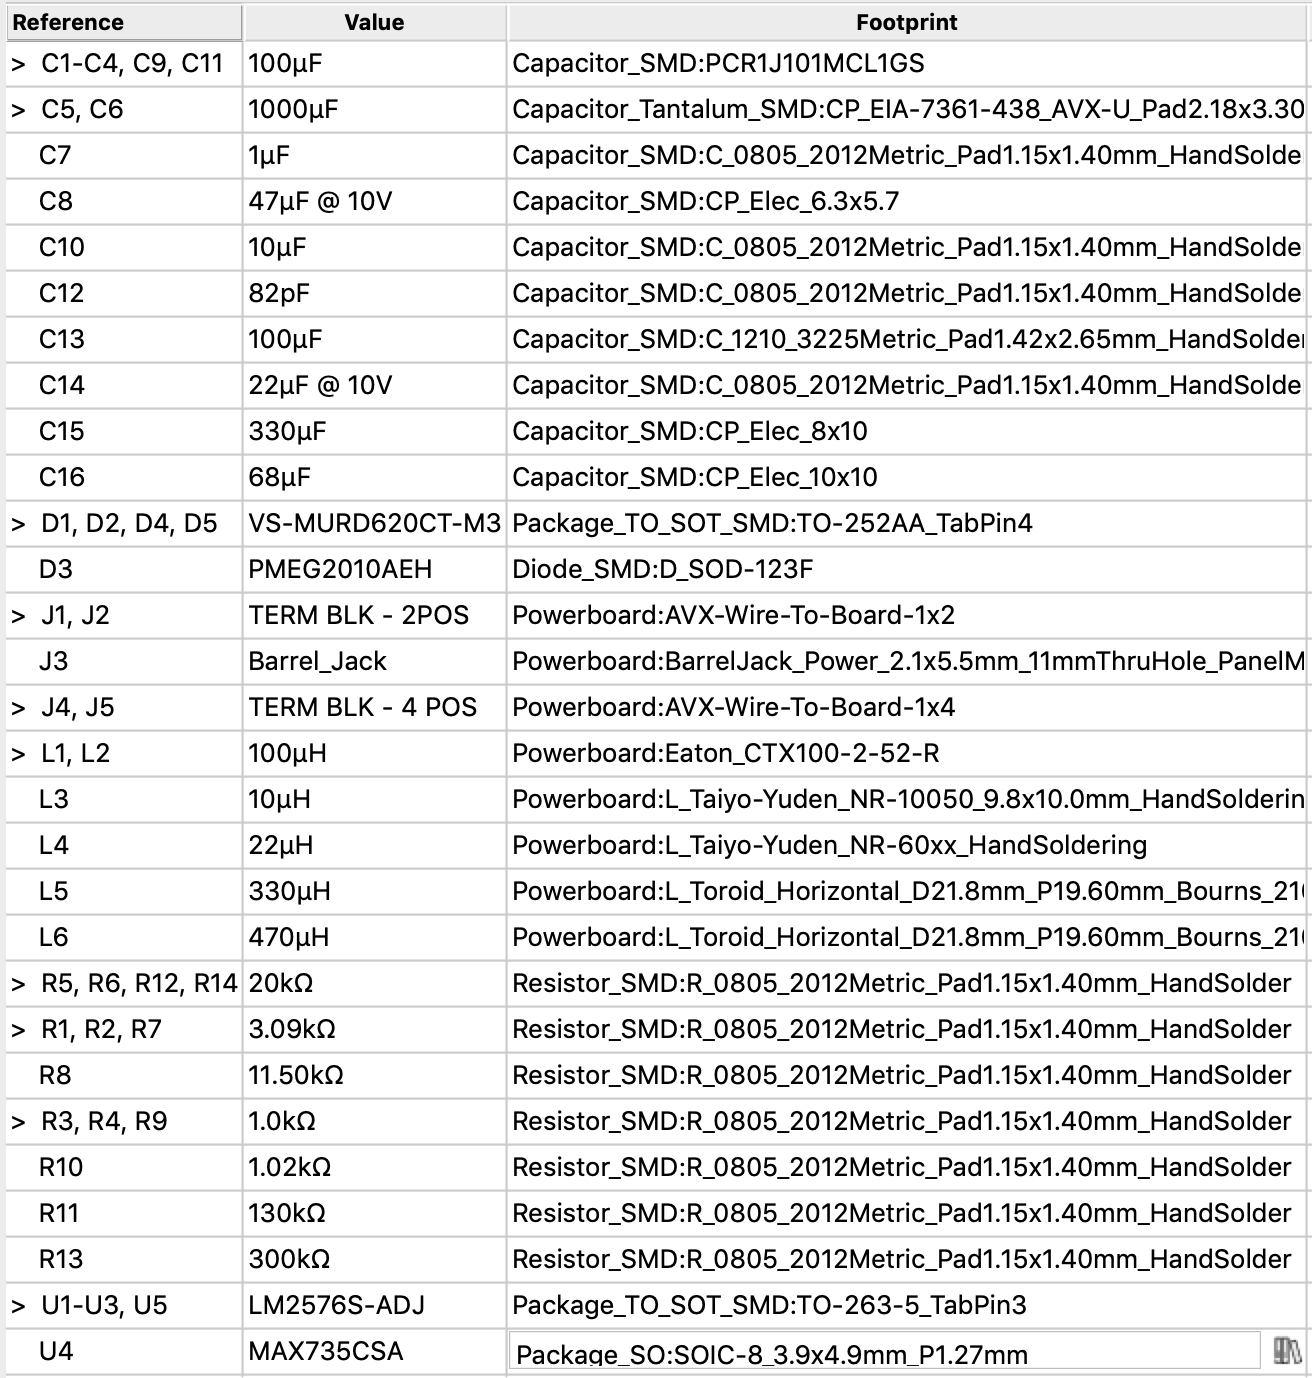 Reference Value Footprint
> C1-C4, C9, C11 100µF Capacitor_SMD:PCR1J101MCL1GS
> C5, C6 1000µF Capacitor_Tantalum_SMD:CP_EIA-7361-438_AVX-U_Pad2.18x3.30
C7 1µF Capacitor_SMD:C_0805_2012Metric_Pad1.15x1.40mm_HandSolde
C8 47µF @ 10V Capacitor_SMD:CP_Elec_6.3x5.7
C10 10µF Capacitor_SMD:C_0805_2012Metric_Pad1.15x1.40mm_HandSolde
C12 82pF Capacitor_SMD:C_0805_2012Metric_Pad1.15x1.40mm_HandSolde
C13 100µF Capacitor_SMD:C_1210_3225Metric_Pad1.42x2.65mm_HandSolde
C14 22µF @ 10V Capacitor_SMD:C_0805_2012Metric_Pad1.15x1.40mm_HandSolde
C15 330µF Capacitor_SMD:CP_Elec_8x10
C16 68µF Capacitor_SMD:CP_Elec_10x10
> D1, D2, D4, D5 VS-MURD620CT-M3 Package_TO_SOT_SMD:TO-252AA_TabPin4
D3 PMEG2010AEH Diode_SMD:D_SOD-123F
> J1, J2 TERM BLK - 2POS Powerboard:AVX-Wire-To-Board-1x2
J3 Barrel_Jack Powerboard:BarrelJack_Power_2.1x5.5mm_11mmThruHole_PanelM
> J4, J5 TERM BLK - 4 POS Powerboard:AVX-Wire-To-Board-1x4
> L1, L2 100µH Powerboard:Eaton_CTX100-2-52-R
L3 10µH Powerboard:L_Taiyo-Yuden_NR-10050_9.8x10.0mm_HandSolderin
L4 22µH Powerboard:L_Taiyo-Yuden_NR-60xx_HandSoldering
L5 330µH Powerboard:L_Toroid_Horizontal_D21.8mm_P19.60mm_Bourns_21
L6 470µH Powerboard:L_Toroid_Horizontal_D21.8mm_P19.60mm_Bourns_21
> R5, R6, R12, R14 20kΩ Resistor_SMD:R_0805_2012Metric_Pad1.15x1.40mm_HandSolder
> R1, R2, R7 3.09kΩ Resistor_SMD:R_0805_2012Metric_Pad1.15x1.40mm_HandSolder
R8 11.50kΩ Resistor_SMD:R_0805_2012Metric_Pad1.15x1.40mm_HandSolder
> R3, R4, R9 1.0kΩ Resistor_SMD:R_0805_2012Metric_Pad1.15x1.40mm_HandSolder
R10 1.02kΩ Resistor_SMD:R_0805_2012Metric_Pad1.15x1.40mm_HandSolder
R11 130kΩ Resistor_SMD:R_0805_2012Metric_Pad1.15x1.40mm_HandSolder
R13 300kΩ Resistor_SMD:R_0805_2012Metric_Pad1.15x1.40mm_HandSolder
> U1-U3, U5 LM2576S-ADJ Package_TO_SOT_SMD:TO-263-5_TabPin3
U4 MAX735CSA Package_SO:SOIC-8_3.9x4.9mm_P1.27mm